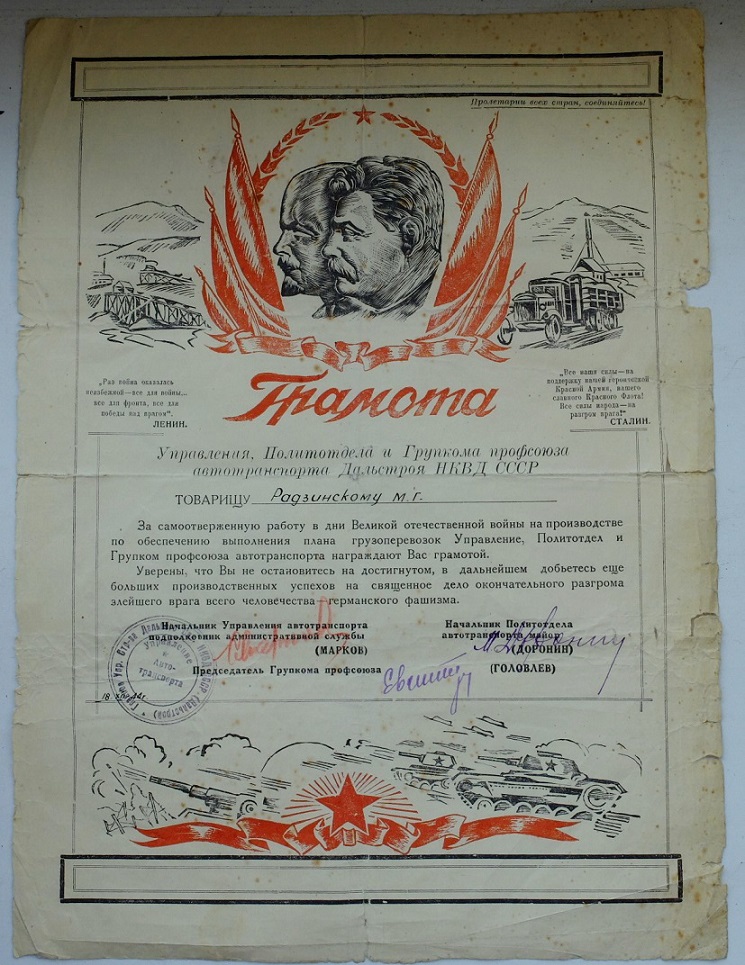 Пролетарии всех стран, соединяйтесь!
„Раз война оказалась
неизбежной—все для войны,..
все для фронта, все для
победы над врагом".
ЛЕНИН.
„Все наши силы—на
поддержку нашей героической
Красной Армии, нашего
славного Красного Флота!
Все силы народа—на
разгром врага!"
СТАЛИН.
Грамота
Управления, Политотдела и Групкома профсоюза
автотранспорта Дальстроя НКВД СССР
ТОВАРИЩУ Радзинскому М.Г.
За самоотверженную работу в дни Великой отечественной войны на производстве
по обеспечению выполнения плана грузоперевозок Управление, Политотдел и
Групком профсоюза автотранспорта награждают Вас грамотой.
Уверены, что Вы не остановитесь на достигнутом, в дальнейшем добьетесь еще
больших производственных успехов на священное дело окончательного разгрома
злейшего врага всего человечества—германского фашизма.
Начальник Управления автотранспорта
подполковник административной службы
(МАРКОВ)
Начальник Политотдела
автотранспорта майор
(ДОРОНИН)
Председатель Групкома профсоюза
(ГОЛОВЛЕВ)
Управление
Авто-
транспорта